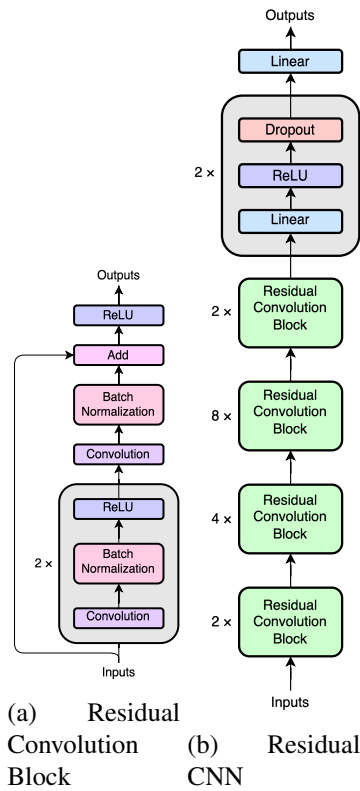 Outputs
ReLU
Add
Batch
Normalization
Convolution
ReLU
2 ×
Batch
Normalization
Convolution
Inputs
(a) Residual
Convolution
Block
Outputs
Linear
Dropout
2 ×
ReLU
Linear
Residual
2 × Convolution
Block
Residual
8 × Convolution
Block
Residual
4 × Convolution
Block
Residual
2 × Convolution
Block
Inputs
(b) Residual
CNN